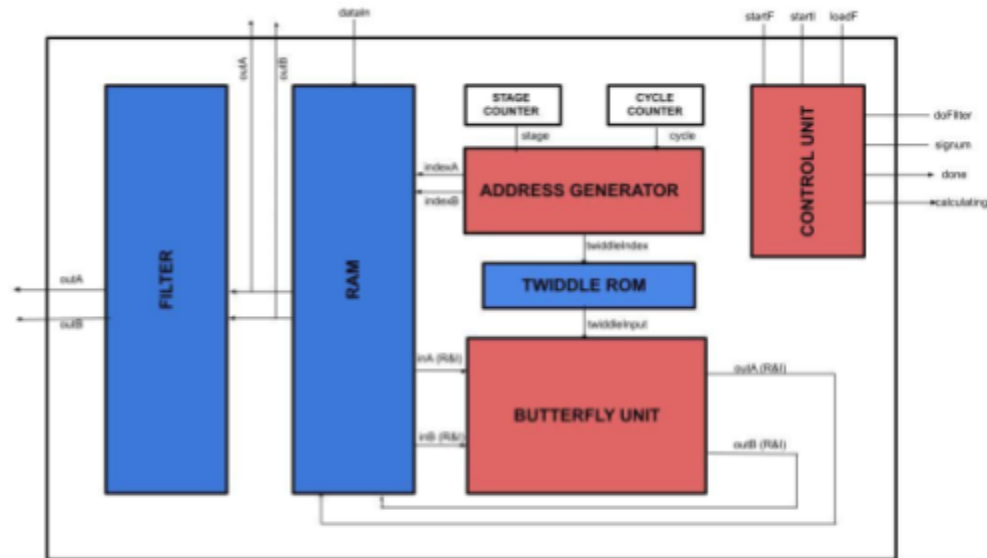 dataIn
startF
startI
loadF
outA
outB
STAGE
COUNTER
CYCLE
COUNTER
stage
cycle
indexA
indexB
ADDRESS GENERATOR
CONTROL UNIT
doFilter
signum
done
calculating
twiddleIndex
TWIDDLE ROM
twiddleInput
FILTER
RAM
outA
outB
inA (R&I)
inB (R&I)
BUTTERFLY UNIT
outA (R&I)
outB (R&I)